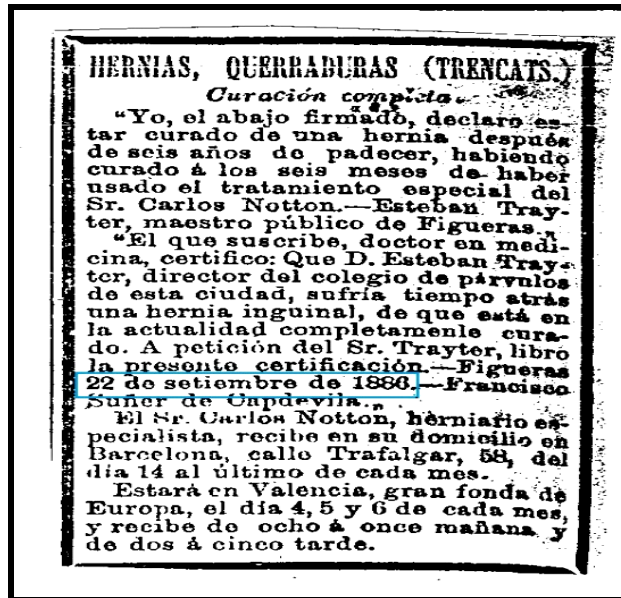 HERNIAS, QUEBRADURAS (TRENCATS.)
Curación completa.
"Yo, el abajo firmado, declaro es-
tar curado de una hernia después
de seis años de padecer, habiendo
curado á los seis meses de haber
usado el tratamiento especial del
Sr. Carlos Notton.—Esteban Tray-
ter, maestro público de Figueras.„
"El que suscribe, doctor en medi-
cina, certifico: Que D. Esteban Tray-
ter, director del colegio de párvulos
de esta ciudad, sufría tiempo atrás
una hernia inguinal, de que está en
la actualidad completamente cura-
do. A petición del Sr. Trayter, libro
la presente certificación.—Figueras
22 de setiembre de 1886.—Francisco
Suñer de Capdevila.„
El Sr. Carlos Notton, herniario es-
pecialista, recibe en su domicilio en
Barcelona, calle Trafalgar, 58, del
día 14 al último de cada mes.
Estará en Valencia, gran fonda de
Europa, el día 4, 5 y 6 de cada mes,
y recibe de ocho á once mañana y
de dos á cinco tarde.